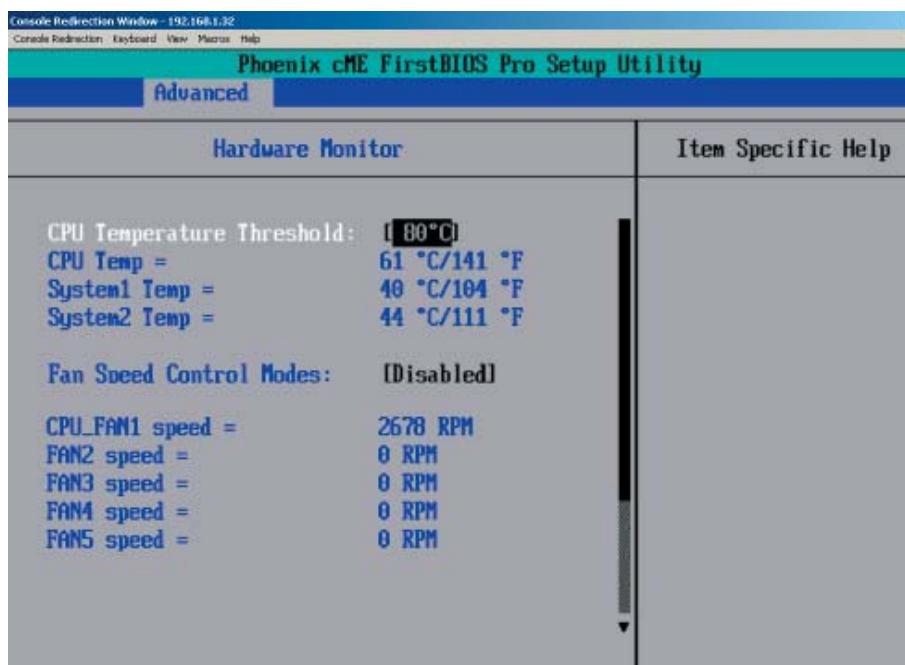 Console Redirection Window - 192.168.1.32
Console Redirection Keyboard View Macros Help
Phoenix cME FirstBIOS Pro Setup Utility
Advanced
Hardware Monitor
Item Specific Help
CPU Temperature Threshold: [ 80°C]
CPU Temp = 61 °C/141 °F
System1 Temp = 40 °C/104 °F
System2 Temp = 44 °C/111 °F
Fan Speed Control Modes: [Disabled]
CPU_FAN1 speed = 2678 RPM
FAN2 speed = 0 RPM
FAN3 speed = 0 RPM
FAN4 speed = 0 RPM
FAN5 speed = 0 RPM